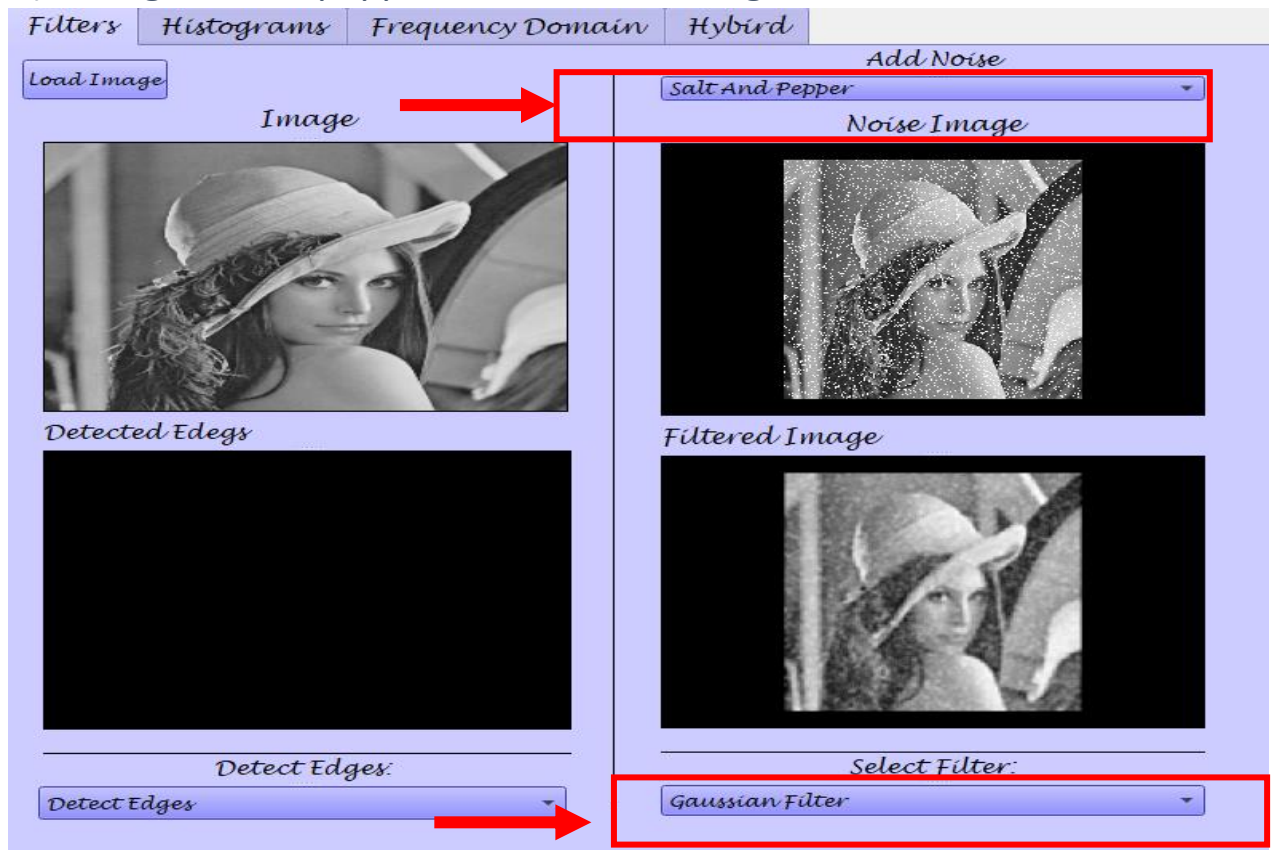 Filters Histograms Frequency Domain Hybird
Load Image
Image
Detected Edegs
Detect Edges:
Detect Edges
Add Noise
Salt And Pepper
Noise Image
Filtered Image
Select Filter:
Gaussian Filter